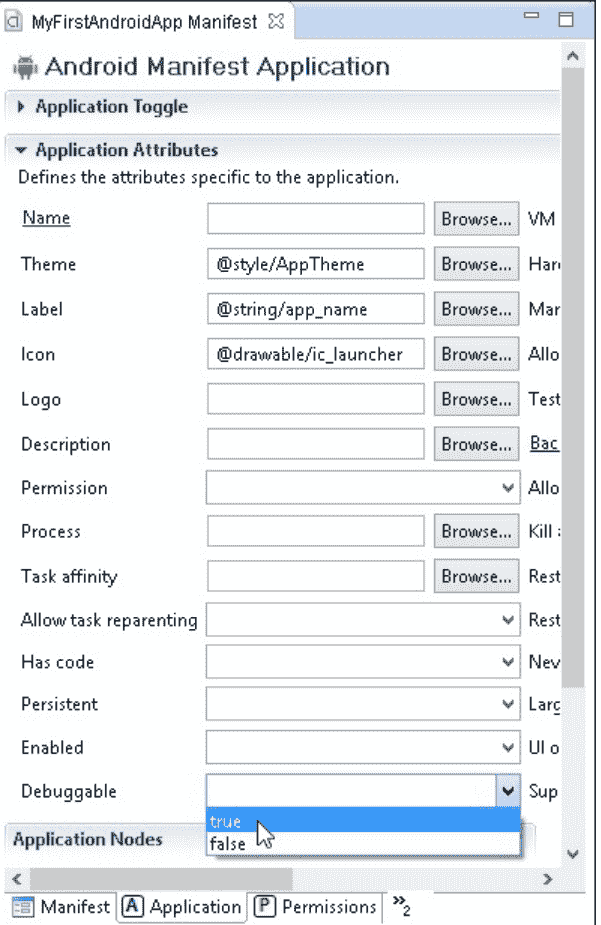 MyFirstAndroidApp Manifest
Android Manifest Application
Application Toggle
Application Attributes
Defines the attributes specific to the application.
Name Browse... VM
Theme @style/AppTheme Browse... Har
Label @string/app_name Browse... Mar
Icon @drawable/ic_launcher Browse... Allo
Logo Browse... Test
Description Browse... Bac
Permission Allo
Process Browse... Kill
Task affinity Browse... Rest
Allow task reparenting Rest
Has code Nev
Persistent Larg
Enabled UI o
Debuggable Sup
true
Application Nodes
false
Manifest A Application P Permissions »2